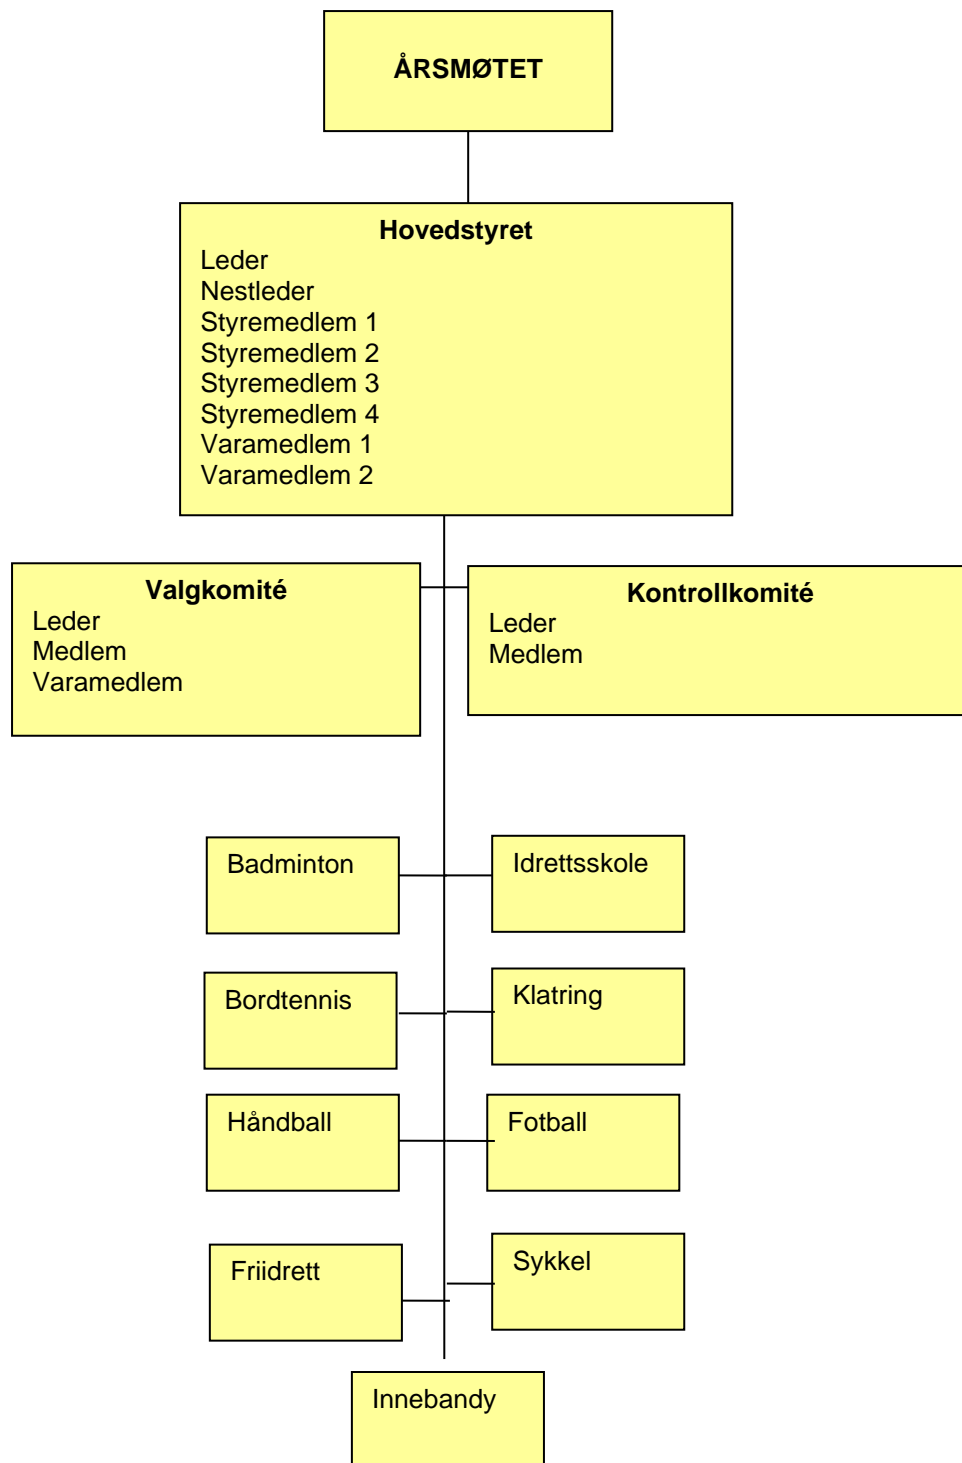 ÅRSMØTET
Hovedstyret
Leder
Nestleder
Styremedlem 1
Styremedlem 2
Styremedlem 3
Styremedlem 4
Varamedlem 1
Varamedlem 2
Valgkomité
Leder
Medlem
Varamedlem
Kontrollkomité
Leder
Medlem
Badminton
Idrettsskole
Bordtennis
Klatring
Håndball
Fotball
Friidrett
Sykkel
Innebandy